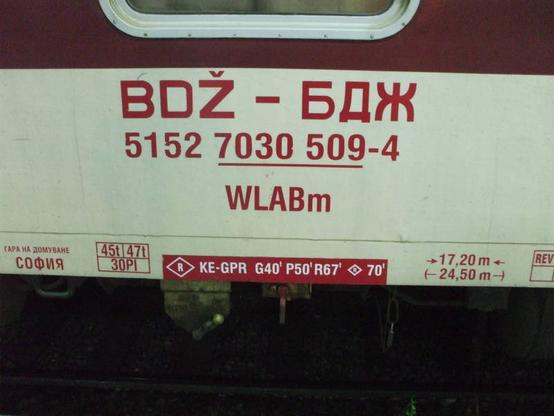 BDŽ - БДЖ
5152 7030 509-4
WLABm
ГАРА НА ДОМУВАНЕ
СОФИЯ
45t 47t
30Pl
R KE-GPR G40' P50' R67' S 70'
→17,20 m←
(←24,50 m→)
REV